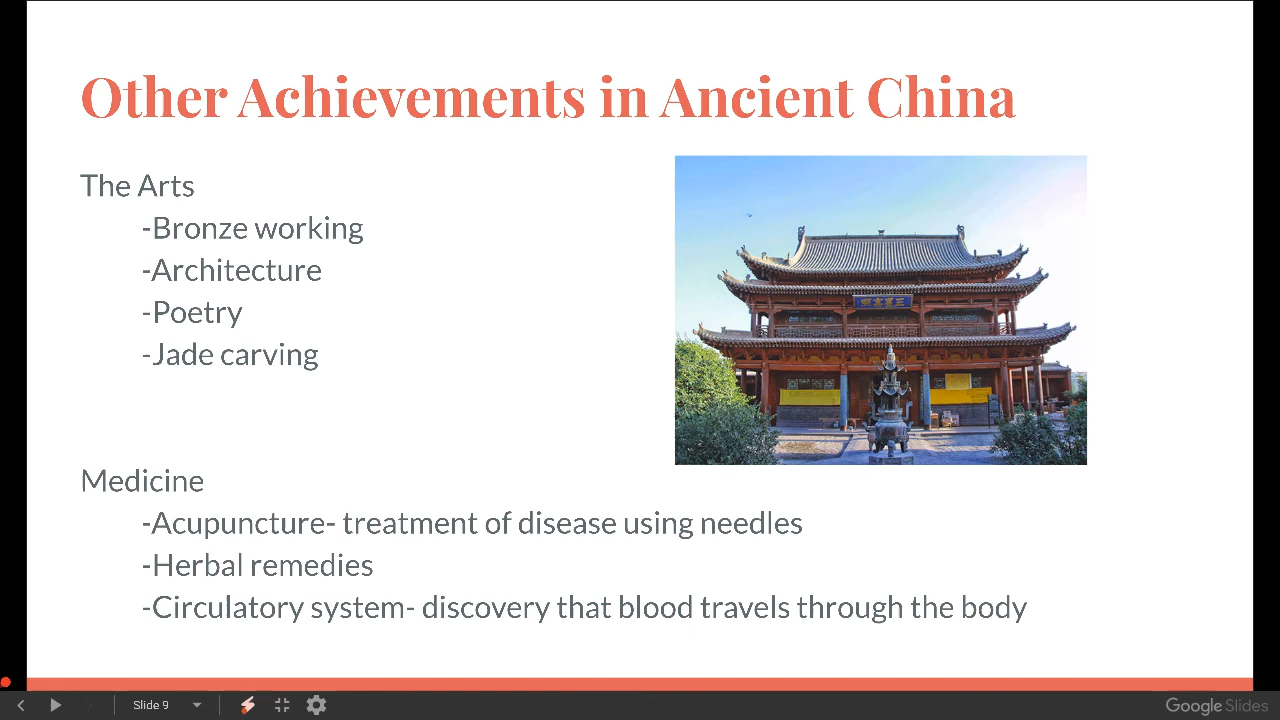 Other Achievements in Ancient China
The Arts
-Bronze working
-Architecture
-Poetry
-Jade carving
Medicine
-Acupuncture- treatment of disease using needles
-Herbal remedies
-Circulatory system- discovery that blood travels through the body
Slide 9
Google Slides